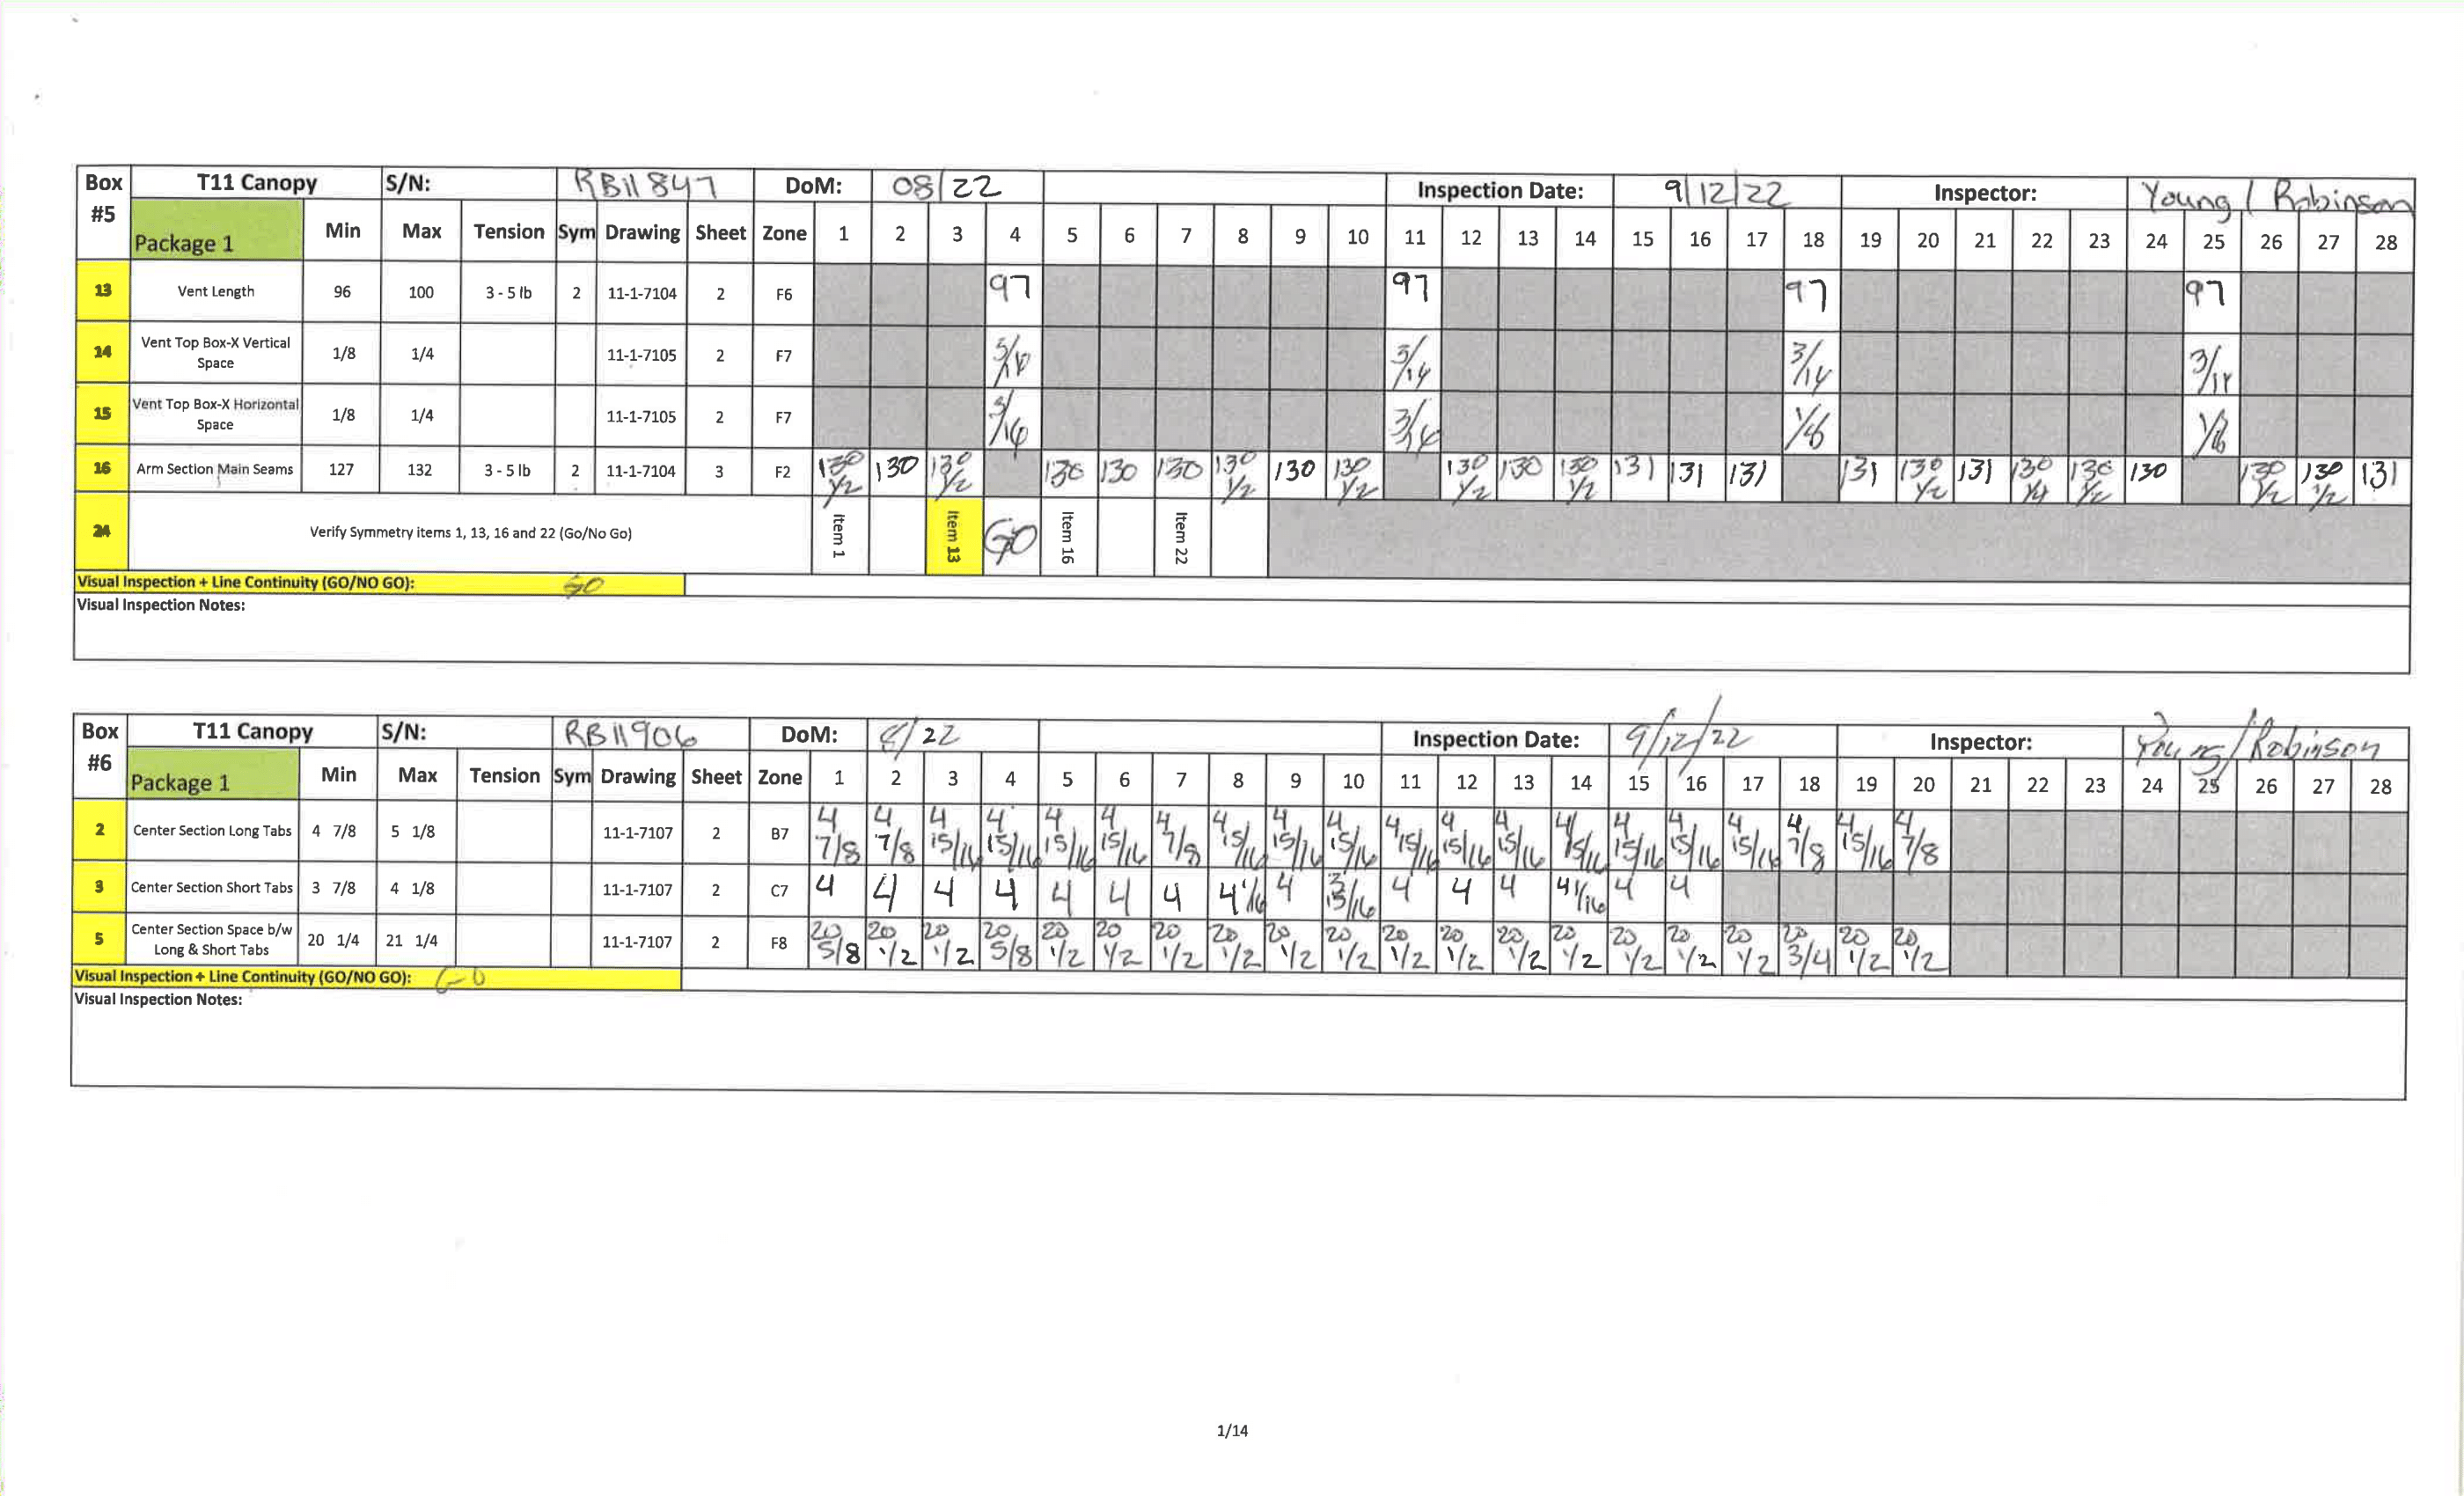 Box #5 T11 Canopy S/N: RB11847 DoM: 08/22 Inspection Date: 9/12/22 Inspector: Young / Robinson
Package 1 Min Max Tension Sym Drawing Sheet Zone 1 2 3 4 5 6 7 8 9 10 11 12 13 14 15 16 17 18 19 20 21 22 23 24 25 26 27 28
13 Vent Length 96 100 3 - 5 lb 2 11-1-7104 2 F6 97 97 97 97
14 Vent Top Box-X Vertical Space 1/8 1/4 11-1-7105 2 F7 3/16 3/16
15 Vent Top Box-X Horizontal Space 1/8 1/4 11-1-7105 2 F7 3/16 3/16 1/8 1/8
16 Arm Section Main Seams 127 132 3 - 5 lb 2 11-1-7104 3 F2 130 1/2 130 130 1/2 130 130 130 130 1/2 130 130 1/2 130 1/2 130 130 1/2 131 131 131 131 130 1/2 131 130 1/4 130 1/2 130 130 1/2 130 1/2 131
24 Verify Symmetry items 1, 13, 16 and 22 (Go/No Go) Item 1 Item 13 GO Item 16 Item 22
Visual Inspection + Line Continuity (GO/NO GO): GO
Visual Inspection Notes:
Box #6 T11 Canopy S/N: RB11906 DoM: 8/22 Inspection Date: 9/12/22 Inspector: Young/Robinson
Package 1 Min Max Tension Sym Drawing Sheet Zone 1 2 3 4 5 6 7 8 9 10 11 12 13 14 15 16 17 18 19 20 21 22 23 24 25 26 27 28
2 Center Section Long Tabs 4 7/8 5 1/8 11-1-7107 2 B7 4 7/8 4 7/8 4 15/16 4 15/16 4 15/16 4 15/16 4 7/8 4 15/16 4 15/16 4 15/16 4 15/16 4 15/16 4 15/16 4 15/16 4 15/16 4 15/16 4 15/16 4 7/8 4 15/16 4 7/8
3 Center Section Short Tabs 3 7/8 4 1/8 11-1-7107 2 C7 4 4 4 4 4 4 4 4 1/16 4 3 15/16 4 4 4 4 1/16 4 4
5 Center Section Space b/w Long & Short Tabs 20 1/4 21 1/4 11-1-7107 2 F8 20 5/8 20 1/2 20 1/2 20 5/8 20 1/2 20 1/2 20 1/2 20 1/2 20 1/2 20 1/2 20 1/2 20 1/2 20 1/2 20 1/2 20 1/2 20 1/2 20 1/2 20 3/4 20 1/2 20 1/2
Visual Inspection + Line Continuity (GO/NO GO): GO
Visual Inspection Notes:
1/14